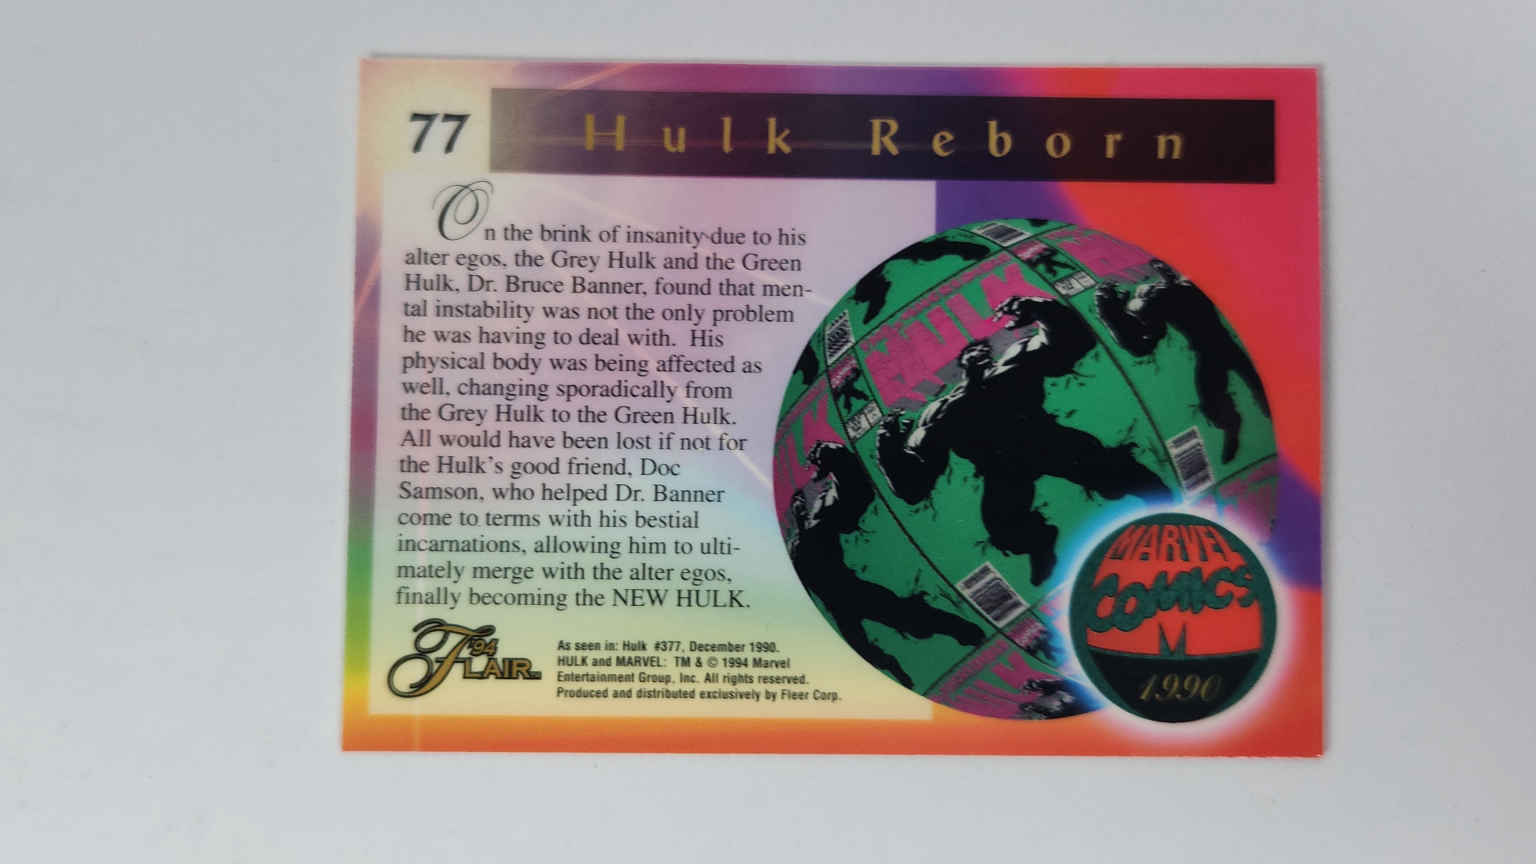 77
Hulk Reborn
On the brink of insanity due to his
alter egos, the Grey Hulk and the Green
Hulk, Dr. Bruce Banner, found that men-
tal instability was not the only problem
he was having to deal with. His
physical body was being affected as
well, changing sporadically from
the Grey Hulk to the Green Hulk.
All would have been lost if not for
the Hulk's good friend, Doc
Samson, who helped Dr. Banner
come to terms with his bestial
incarnations, allowing him to ulti-
mately merge with the alter egos,
finally becoming the NEW HULK.
'94
FLAIR
As seen in: Hulk #377, December 1990.
HULK and MARVEL: TM & © 1994 Marvel
Entertainment Group, Inc. All rights reserved.
Produced and distributed exclusively by Fleer Corp.
HULK
HULK
HULK
MARVEL
COMICS
M
1990